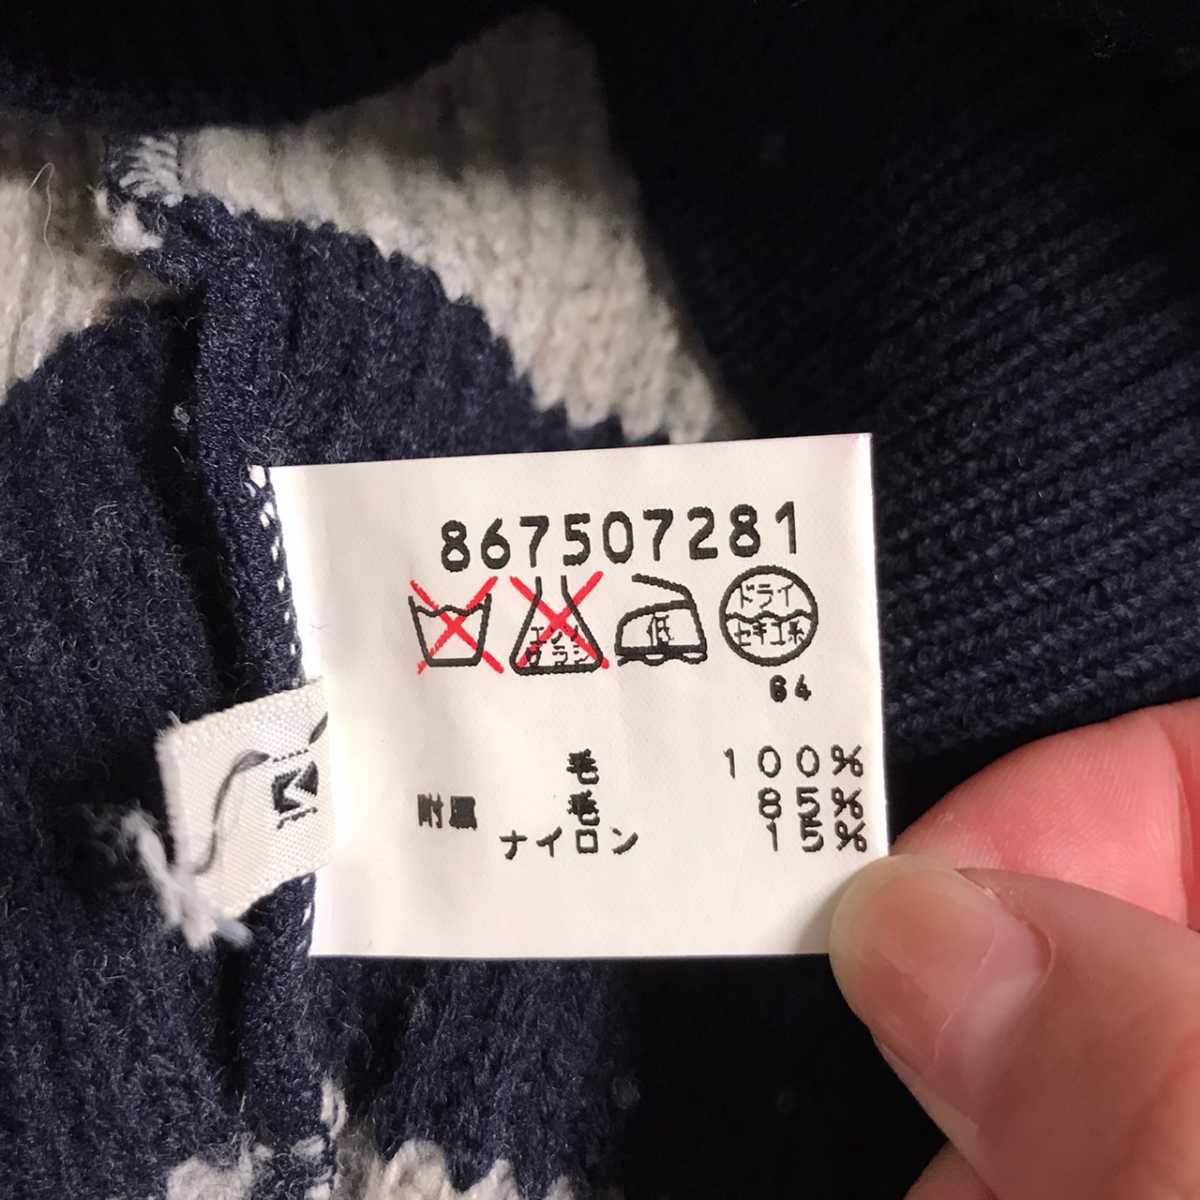 867507281
エンソ
サラシ
低
ドライ
セキユ系
64
毛 100%
附属 毛 85%
ナイロン 15%